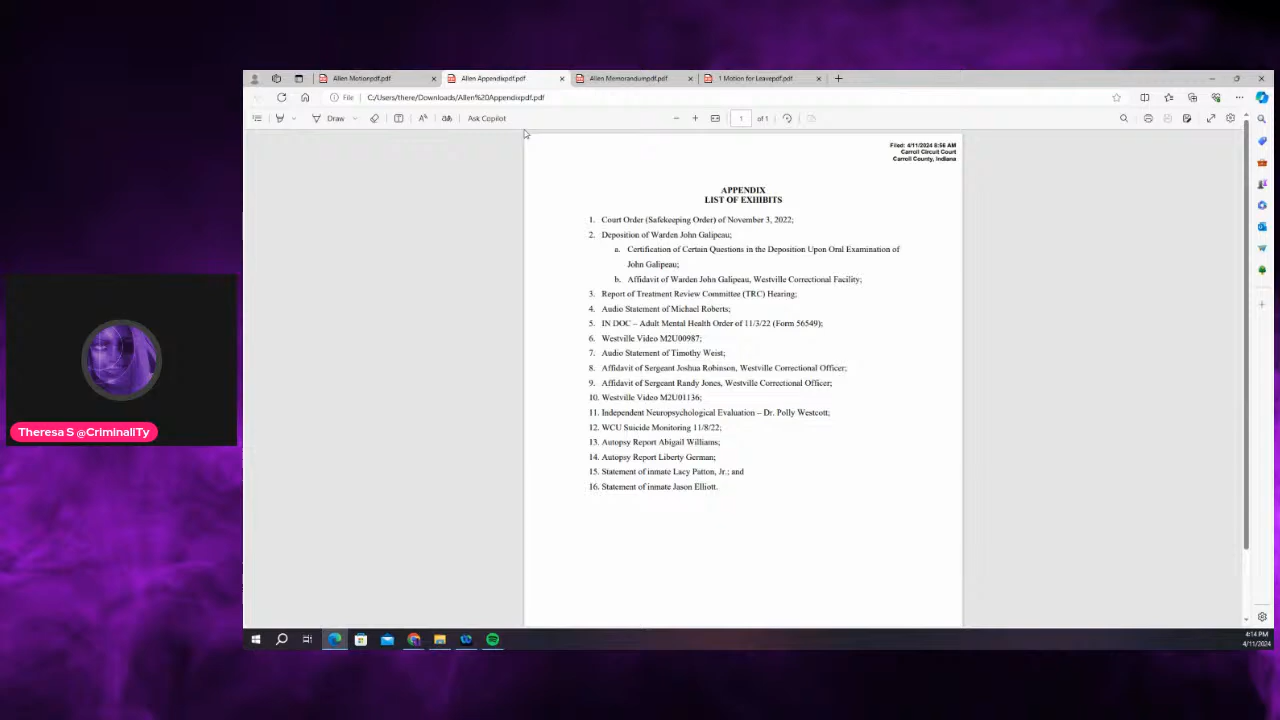 Allen Motionpdf.pdf
Allen Appendixpdf.pdf
Allen Memorandumpdf.pdf
1 Motion for Leavepdf.pdf
File
C:/Users/there/Downloads/Allen%20Appendixpdf.pdf
Draw
Ask Copilot
1
of 1
Filed: 4/11/2024 8:56 AM
Carroll Circuit Court
Carroll County, Indiana
APPENDIX
LIST OF EXHIBITS
1. Court Order (Safekeeping Order) of November 3, 2022;
2. Deposition of Warden John Galipeau;
a. Certification of Certain Questions in the Deposition Upon Oral Examination of
John Galipeau;
b. Affidavit of Warden John Galipeau, Westville Correctional Facility;
3. Report of Treatment Review Committee (TRC) Hearing;
4. Audio Statement of Michael Roberts;
5. IN DOC – Adult Mental Health Order of 11/3/22 (Form 56549);
6. Westville Video M2U00987;
7. Audio Statement of Timothy Weist;
8. Affidavit of Sergeant Joshua Robinson, Westville Correctional Officer;
9. Affidavit of Sergeant Randy Jones, Westville Correctional Officer;
10. Westville Video M2U01136;
11. Independent Neuropsychological Evaluation – Dr. Polly Westcott;
12. WCU Suicide Monitoring 11/8/22;
13. Autopsy Report Abigail Williams;
14. Autopsy Report Liberty German;
15. Statement of inmate Lacy Patton, Jr.; and
16. Statement of inmate Jason Elliott.
Theresa S @CriminaliTy
4:14 PM
4/11/2024